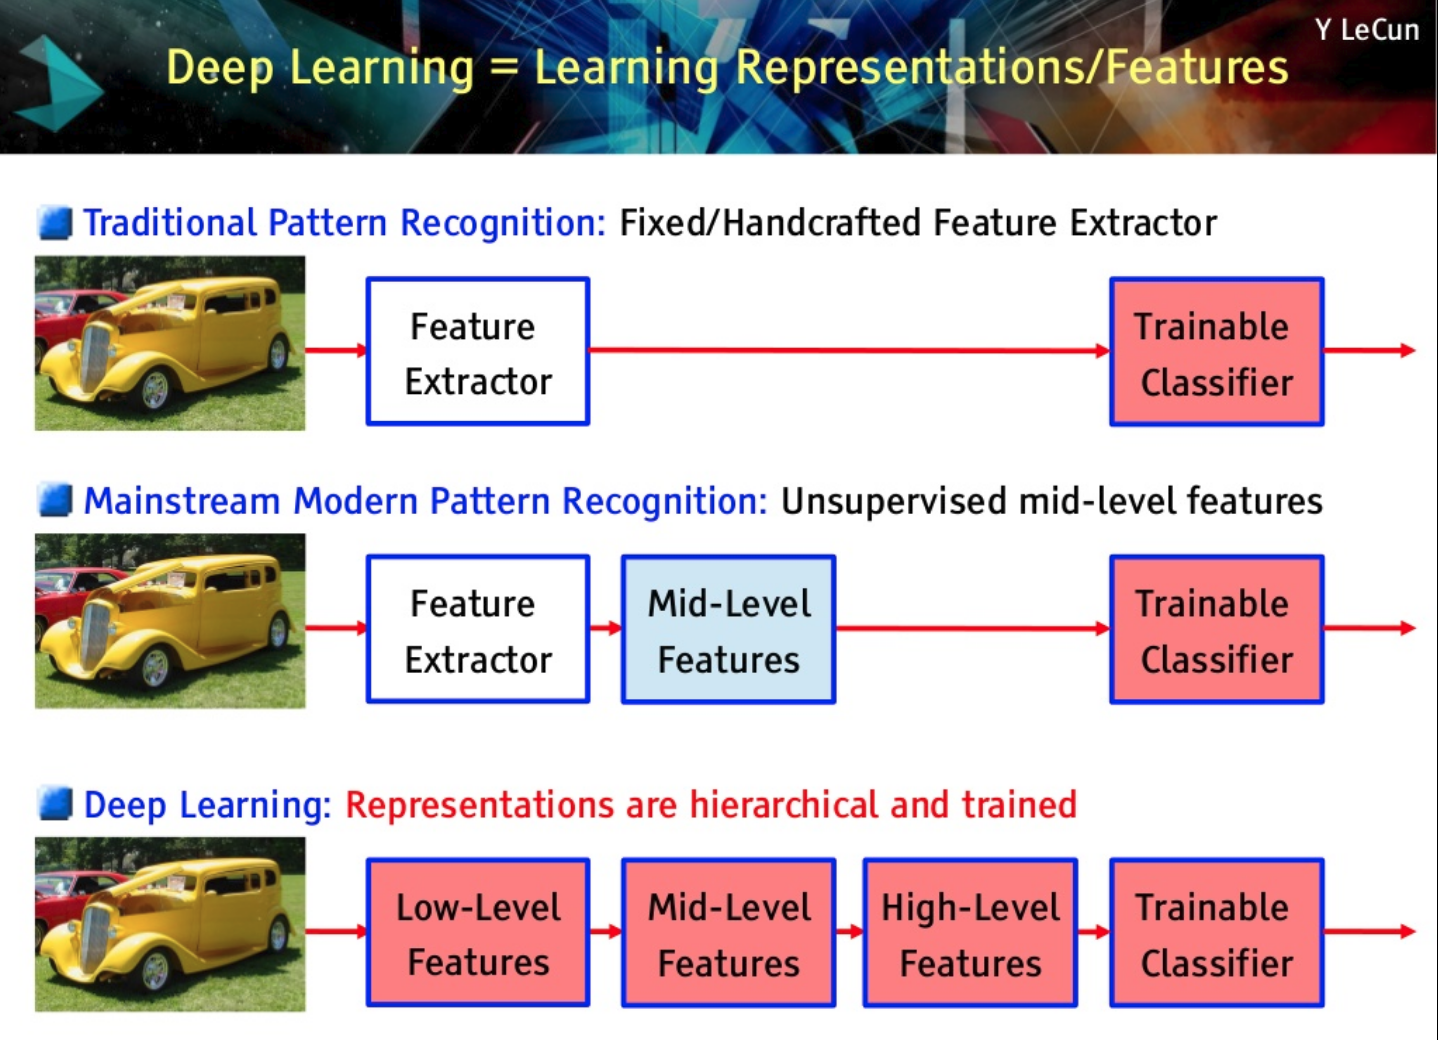 Y LeCun
Deep Learning = Learning Representations/Features
Traditional Pattern Recognition: Fixed/Handcrafted Feature Extractor
Feature
Extractor
Trainable
Classifier
Mainstream Modern Pattern Recognition: Unsupervised mid-level features
Feature
Extractor
Mid-Level
Features
Trainable
Classifier
Deep Learning: Representations are hierarchical and trained
Low-Level
Features
Mid-Level
Features
High-Level
Features
Trainable
Classifier